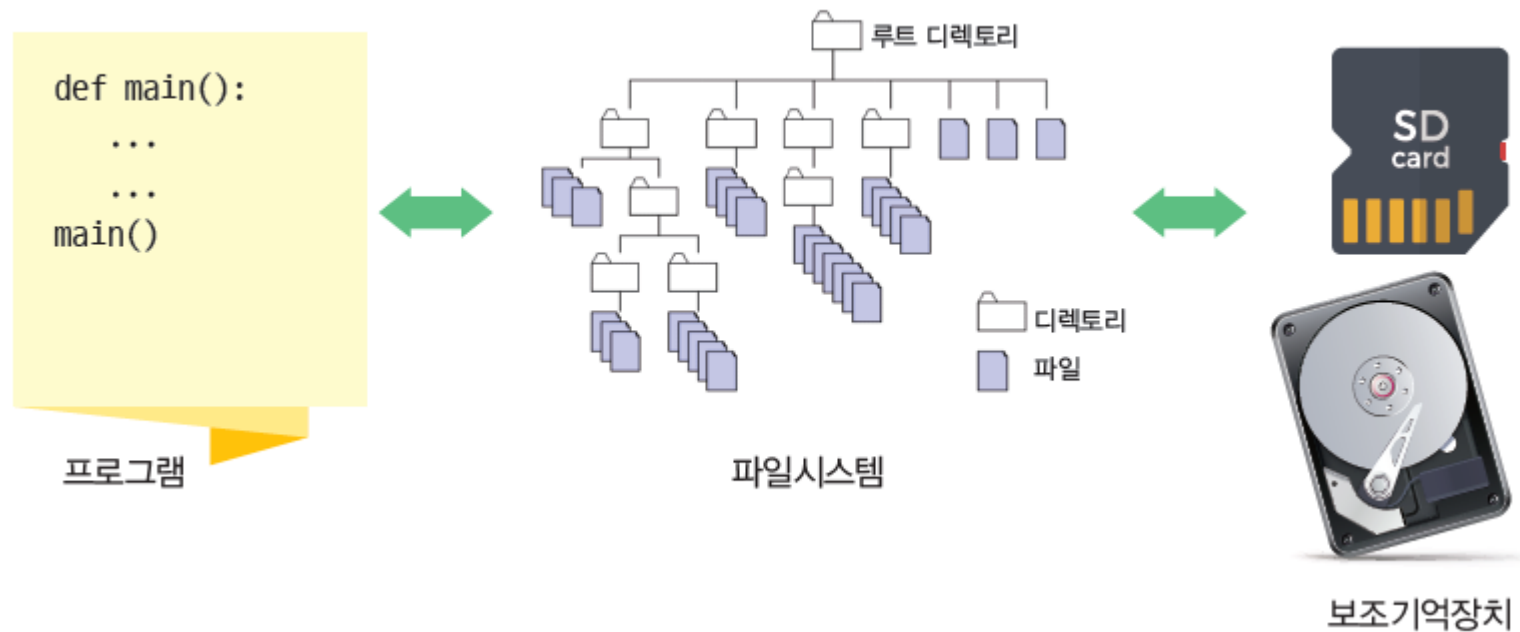 def main():
...
...
main()
프로그램
루트 디렉토리
디렉토리
파일
파일시스템
SD
card
보조기억장치